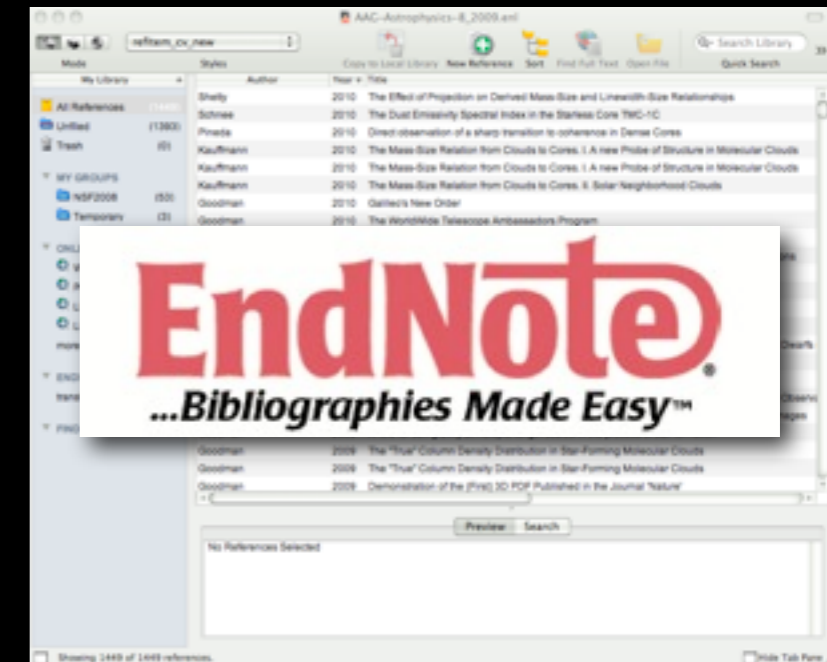 AAC-Astrophysics-8_2009.enl
refitem_cv_new
Search Library
Mode
Styles
Copy to Local Library New Reference Sort Find Full Text Open File
Quick Search
My Library
Author Year Title
All References
Unfiled (1393)
Trash (0)
MY GROUPS
NSF2008 (53)
Temporary (3)
Shetty 2010 The Effect of Projection on Derived Mass-Size and Linewidth-Size Relationships
Schnee 2010 The Dust Emissivity Spectral Index in the Starless Core TMC-1C
Pineda 2010 Direct observation of a sharp transition to coherence in Dense Cores
Kauffmann 2010 The Mass-Size Relation from Clouds to Cores. I. A new Probe of Structure in Molecular Clouds
Kauffmann 2010 The Mass-Size Relation from Clouds to Cores. I. A new Probe of Structure in Molecular Clouds
Kauffmann 2010 The Mass-Size Relation from Clouds to Cores. II. Solar Neighborhood Clouds
Goodman 2010 Galileo's New Order
Goodman 2010 The WorldWide Telescope Ambassadors Program
EndNote®
...Bibliographies Made Easy™
Goodman 2009 The "True" Column Density Distribution in Star-Forming Molecular Clouds
Goodman 2009 The "True" Column Density Distribution in Star-Forming Molecular Clouds
Goodman 2009 Demonstration of the (First) 3D PDF Published in the Journal 'Nature'
Preview Search
No References Selected
Showing 1449 of 1449 references.
Hide Tab Pane